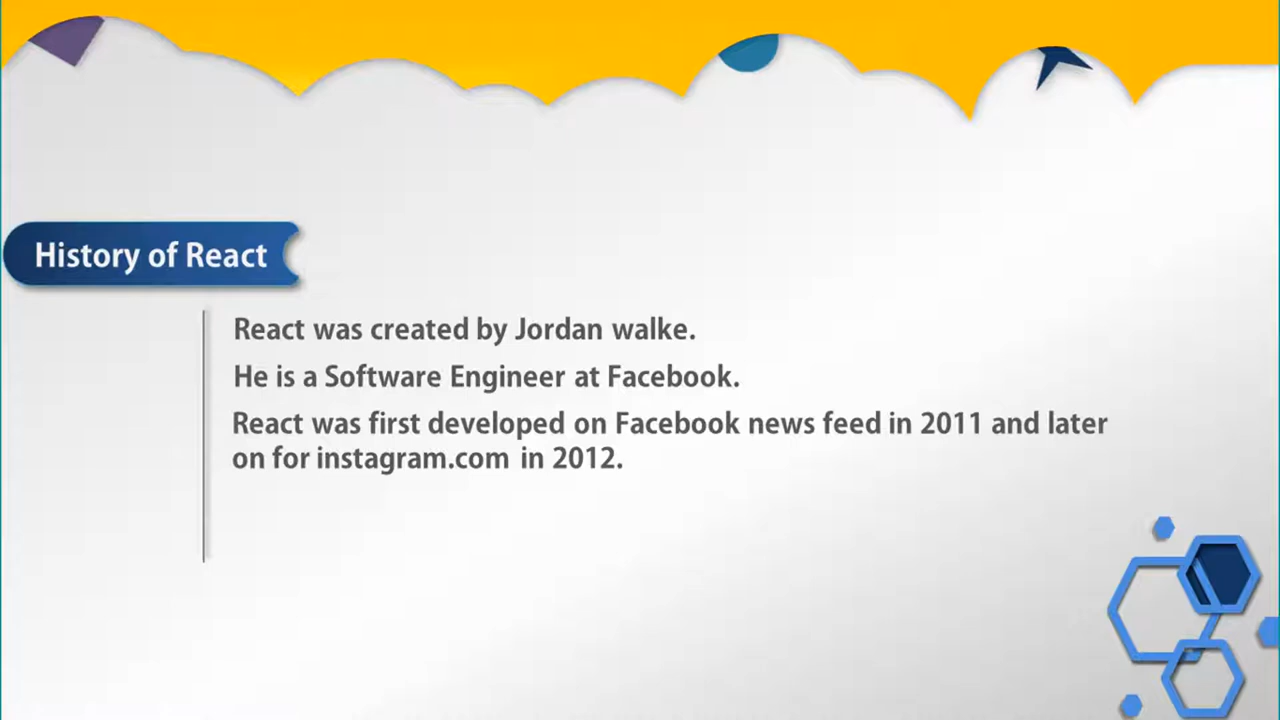 History of React
React was created by Jordan walke.
He is a Software Engineer at Facebook.
React was first developed on Facebook news feed in 2011 and later
on for instagram.com in 2012.